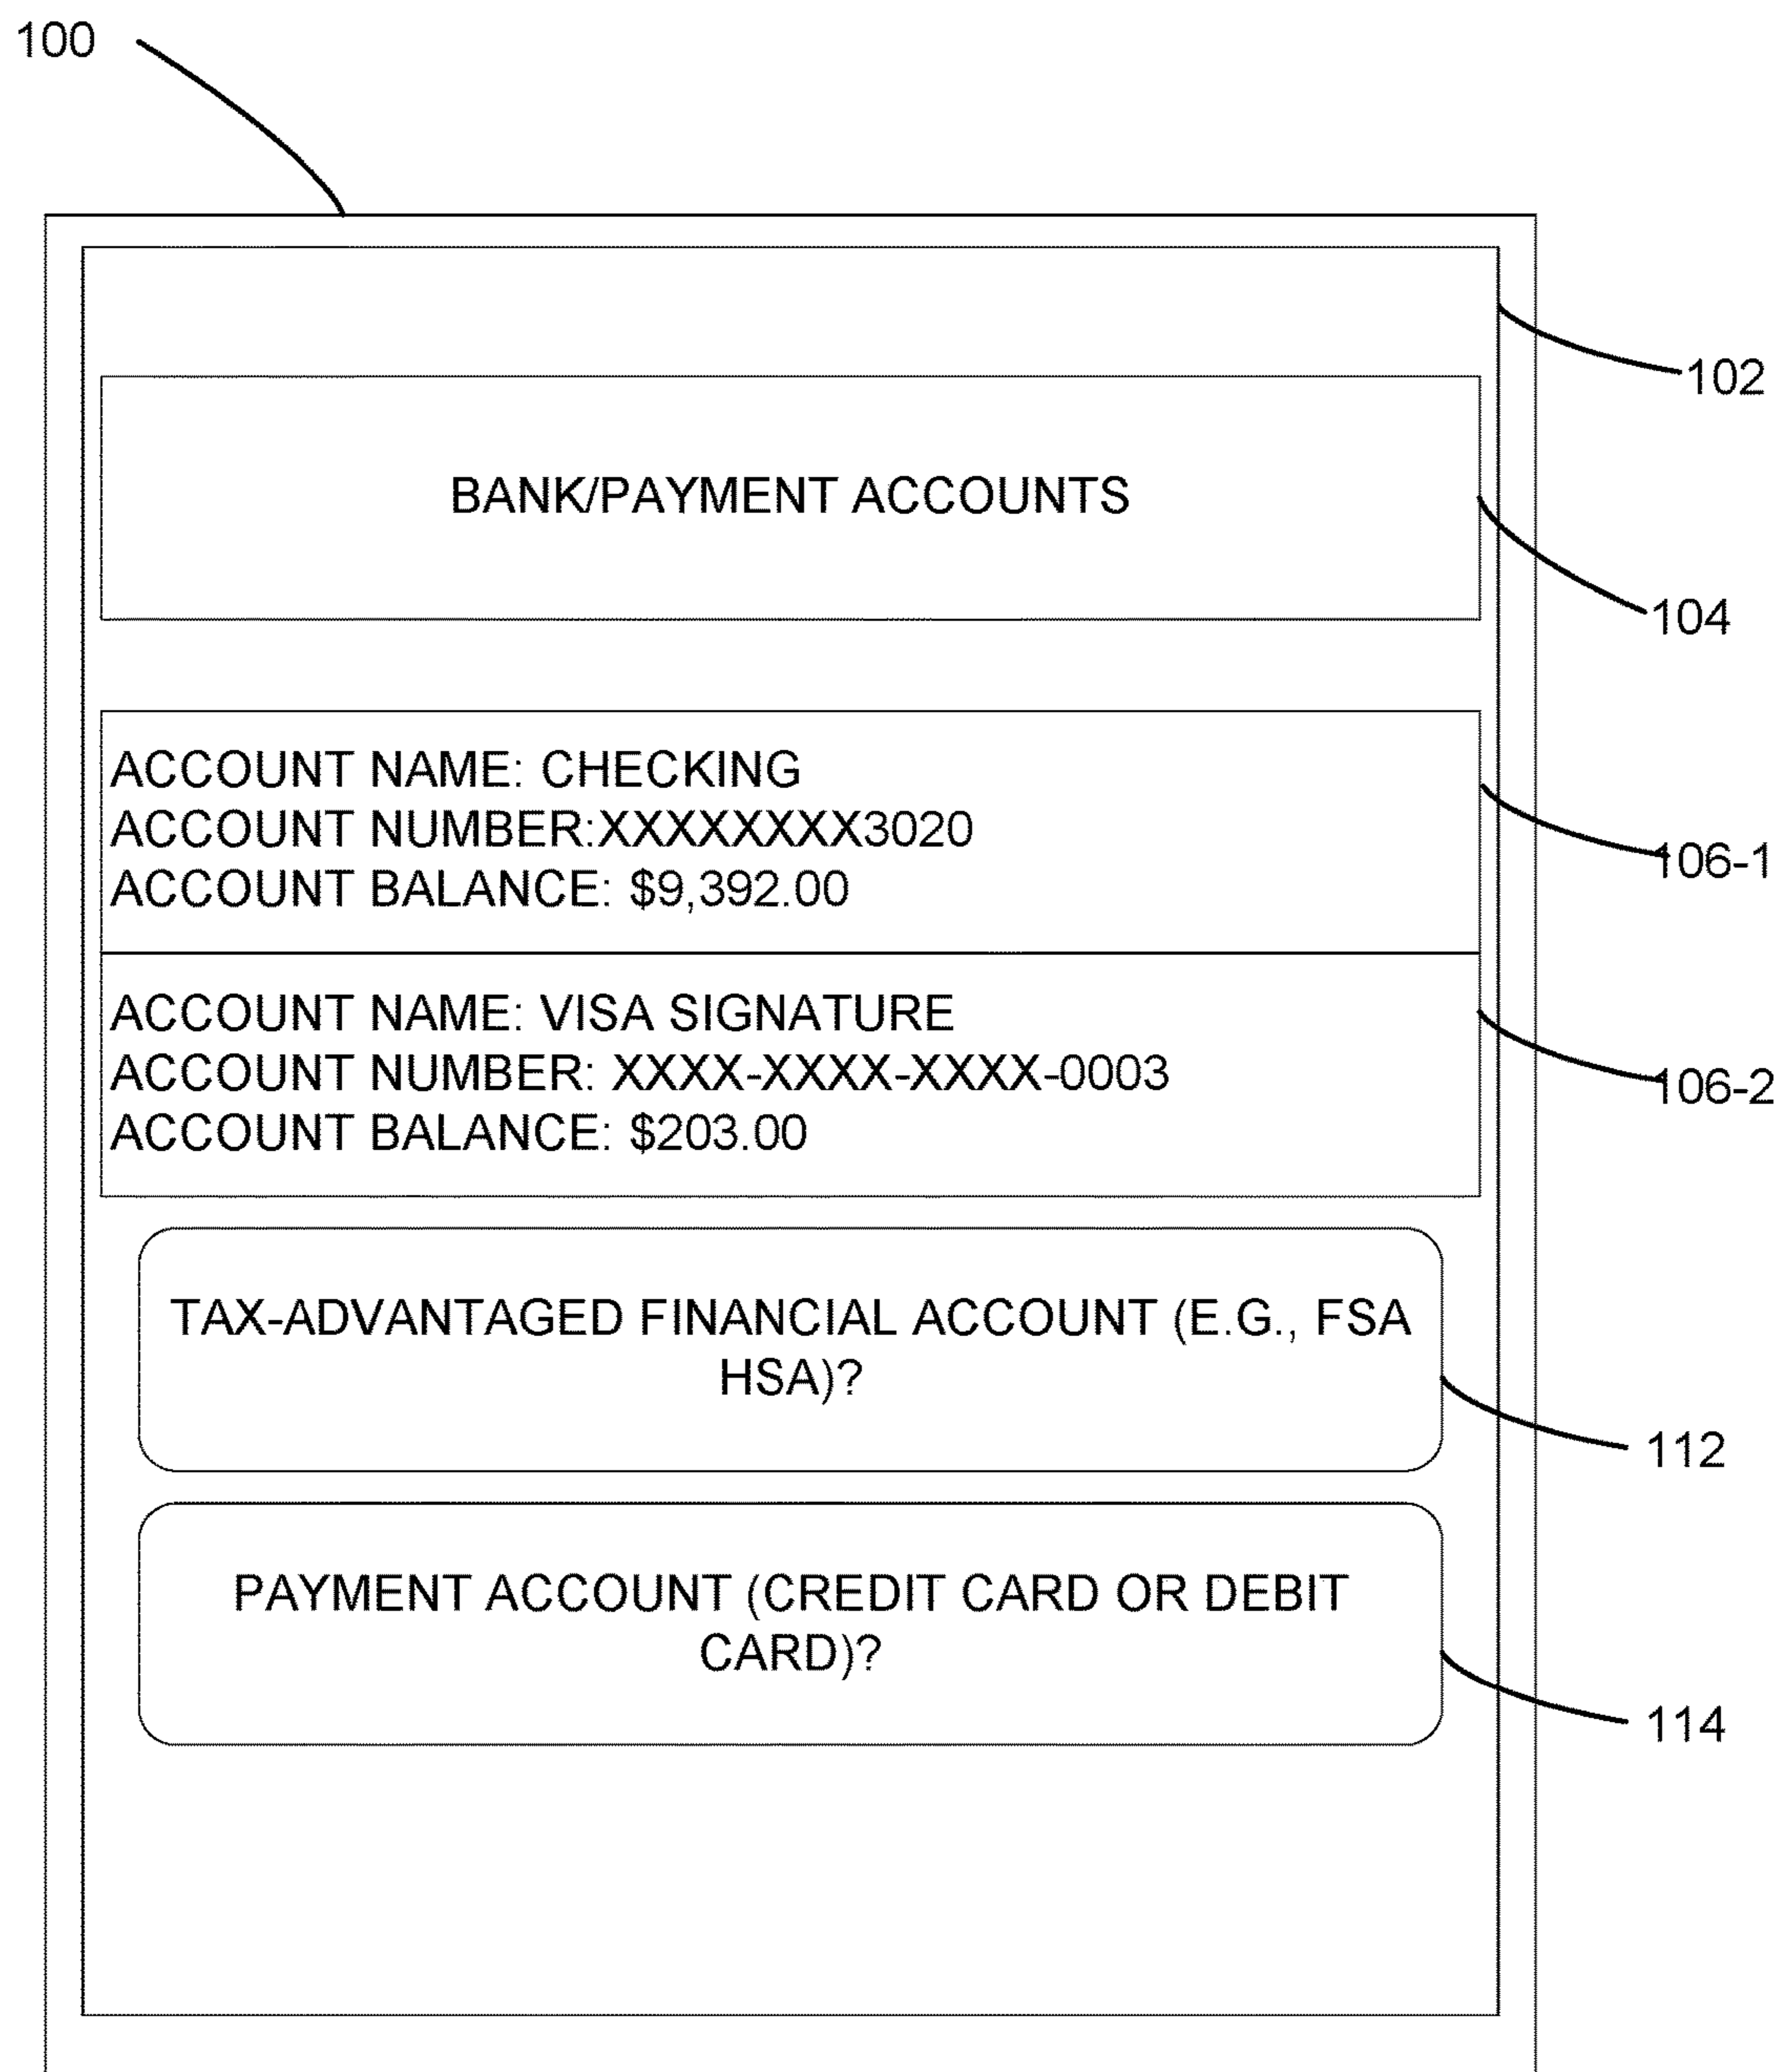 100
102
BANK/PAYMENT ACCOUNTS
104
ACCOUNT NAME: CHECKING
ACCOUNT NUMBER:XXXXXXXX3020
106-1
ACCOUNT BALANCE: $9,392.00
ACCOUNT NAME: VISA SIGNATURE
ACCOUNT NUMBER: XXXX-XXXX-XXXX-0003
106-2
ACCOUNT BALANCE: $203.00
TAX-ADVANTAGED FINANCIAL ACCOUNT (E.G., FSA
HSA)?
112
PAYMENT ACCOUNT (CREDIT CARD OR DEBIT
CARD)?
114